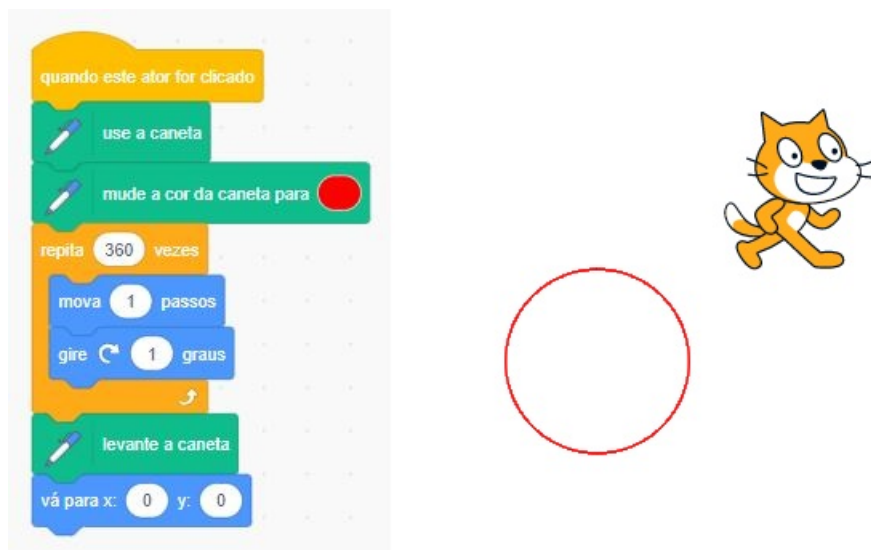 quando este ator for clicado
use a caneta
mude a cor da caneta para
repita 360 vezes
mova 1 passos
gire 1 graus
levante a caneta
vá para x: 0 y: 0